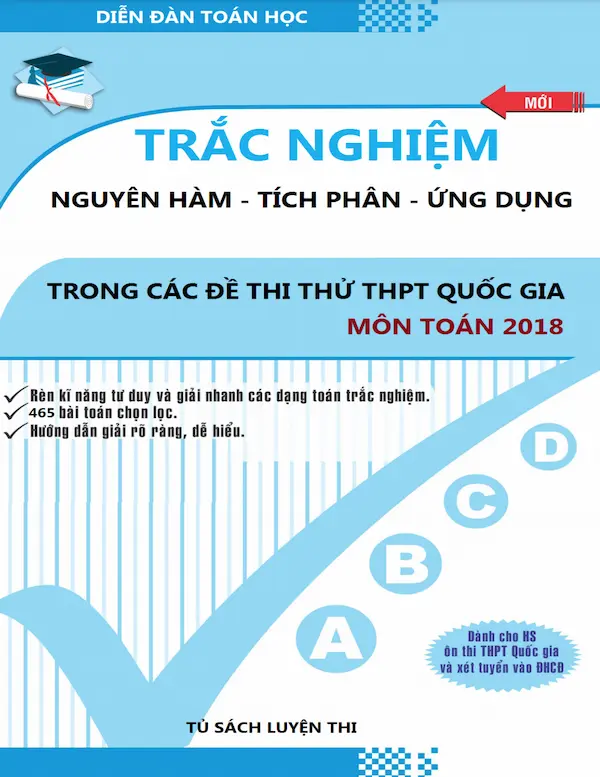 DIỄN ĐÀN TOÁN HỌC
MỚI
TRẮC NGHIỆM
NGUYÊN HÀM - TÍCH PHÂN - ỨNG DỤNG
TRONG CÁC ĐỀ THI THỬ THPT QUỐC GIA
MÔN TOÁN 2018
Rèn kĩ năng tư duy và giải nhanh các dạng toán trắc nghiệm.
465 bài toán chọn lọc.
Hướng dẫn giải rõ ràng, dễ hiểu.
D
C
B
A
Dành cho HS
ôn thi THPT Quốc gia
và xét tuyển vào ĐHCĐ
TỦ SÁCH LUYỆN THI